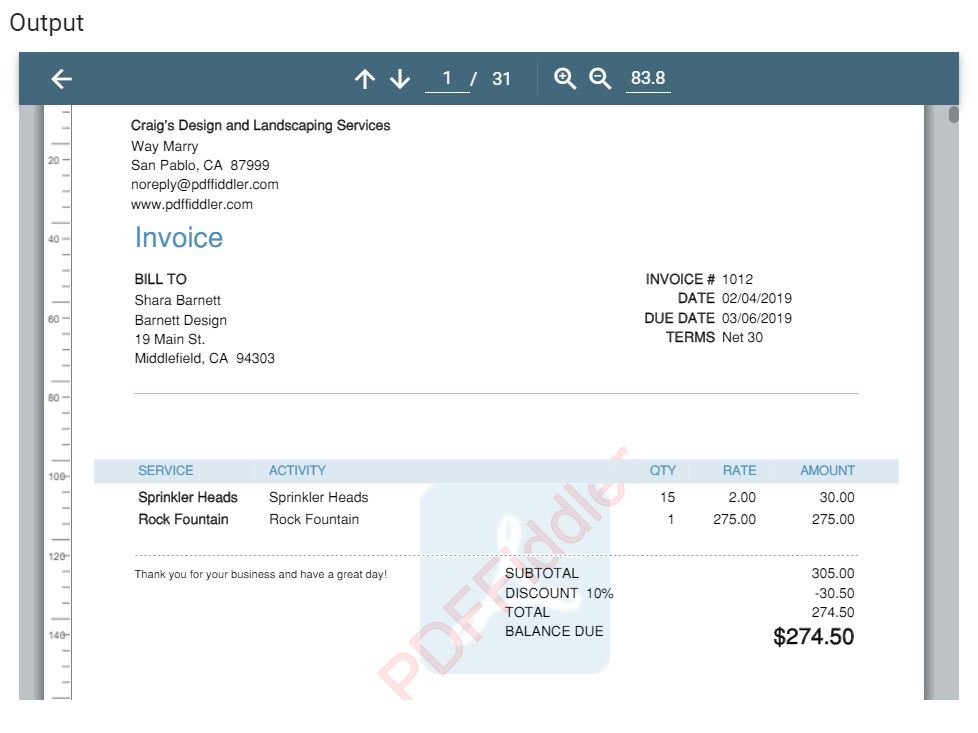 Output
1 / 31 83.8
Craig's Design and Landscaping Services
Way Marry
San Pablo, CA 87999
noreply@pdffiddler.com
www.pdffiddler.com
Invoice
BILL TO
Shara Barnett
Barnett Design
19 Main St.
Middlefield, CA 94303
INVOICE # 1012
DATE 02/04/2019
DUE DATE 03/06/2019
TERMS Net 30
SERVICE ACTIVITY QTY RATE AMOUNT
Sprinkler Heads Sprinkler Heads 15 2.00 30.00
Rock Fountain Rock Fountain 1 275.00 275.00
Thank you for your business and have a great day!
SUBTOTAL 305.00
DISCOUNT 10% -30.50
TOTAL 274.50
BALANCE DUE $274.50
PDFFiddler
20
40
60
80
100
120
140